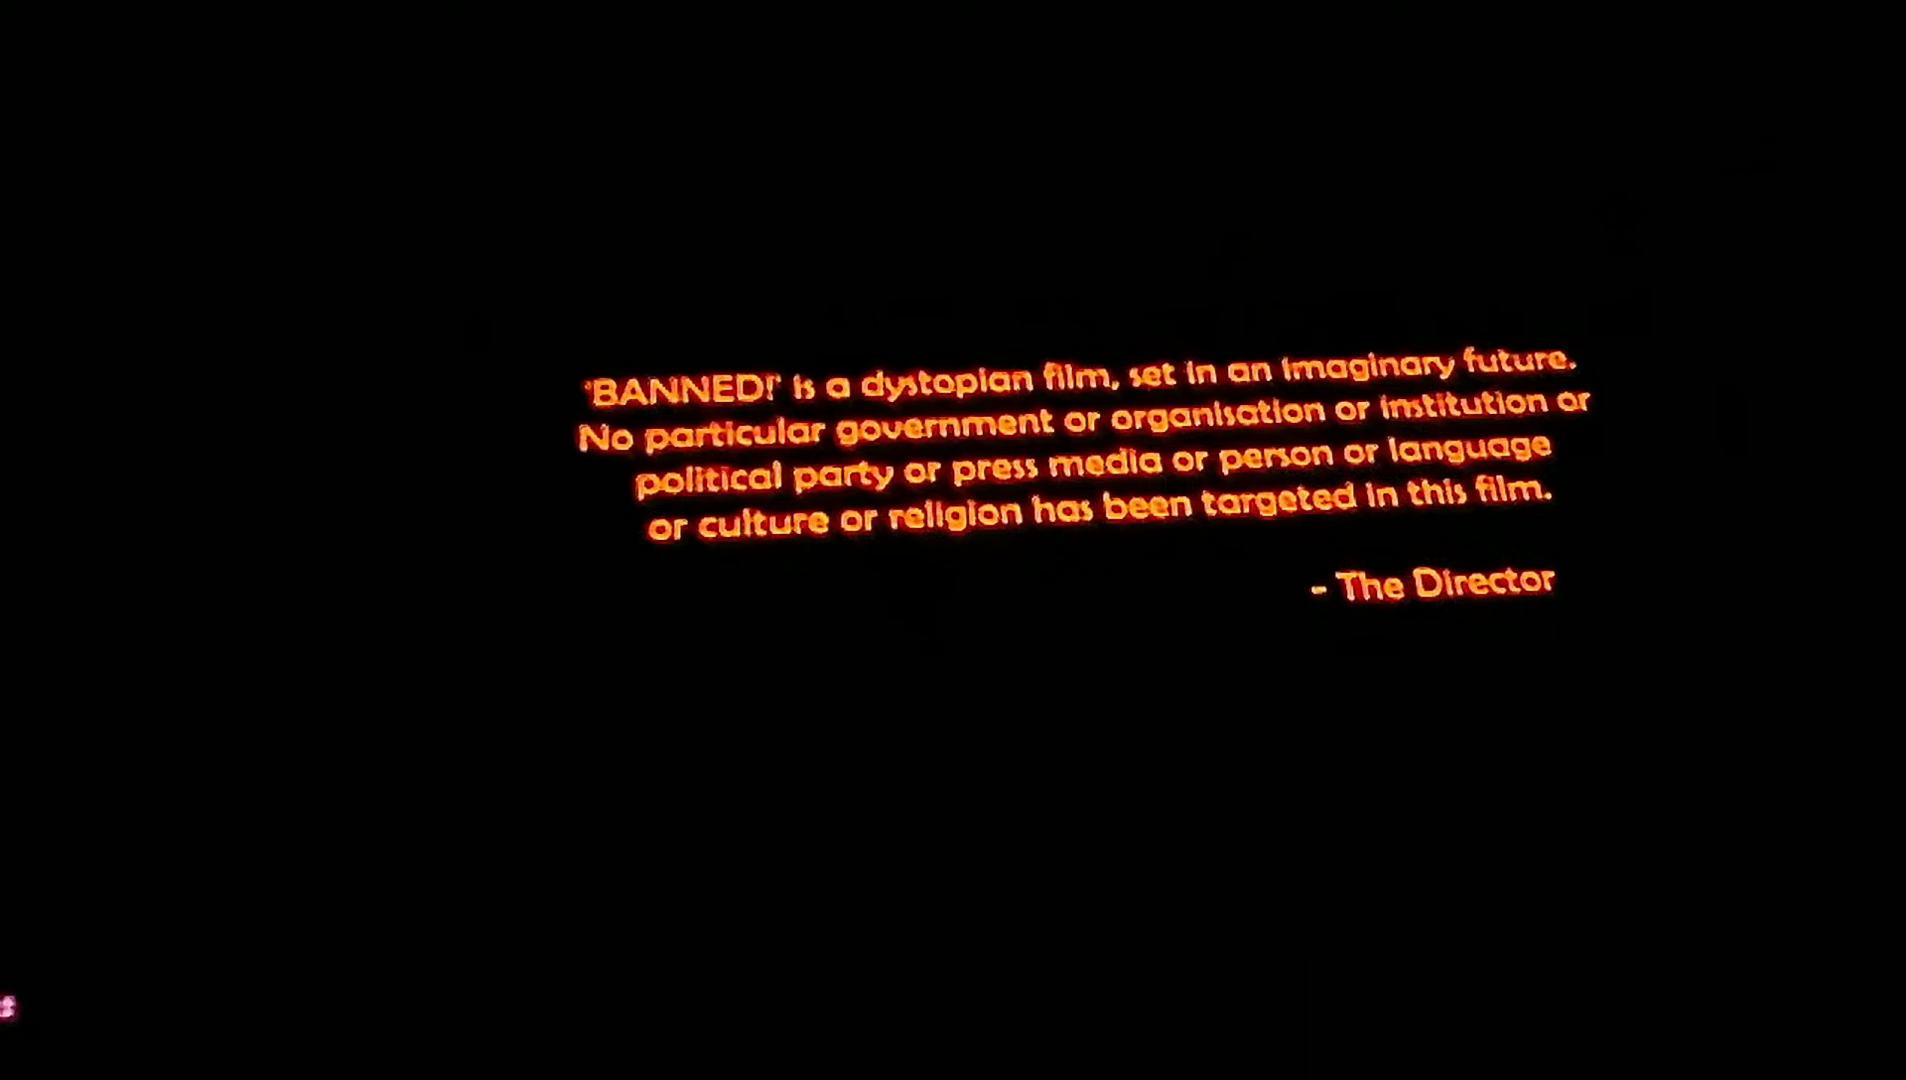 'BANNED!' is a dystopian film, set in an imaginary future.
No particular government or organisation or institution or
political party or press media or person or language
or culture or religion has been targeted in this film.
- The Director